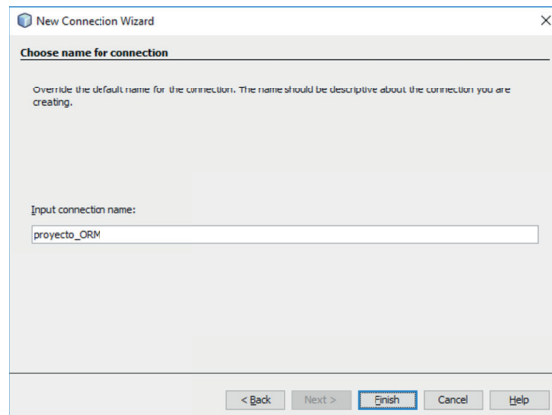 New Connection Wizard
Choose name for connection
Override the default name for the connection. The name should be descriptive about the connection you are
creating.
Input connection name:
proyecto_ORM
< Back Next > Finish Cancel Help